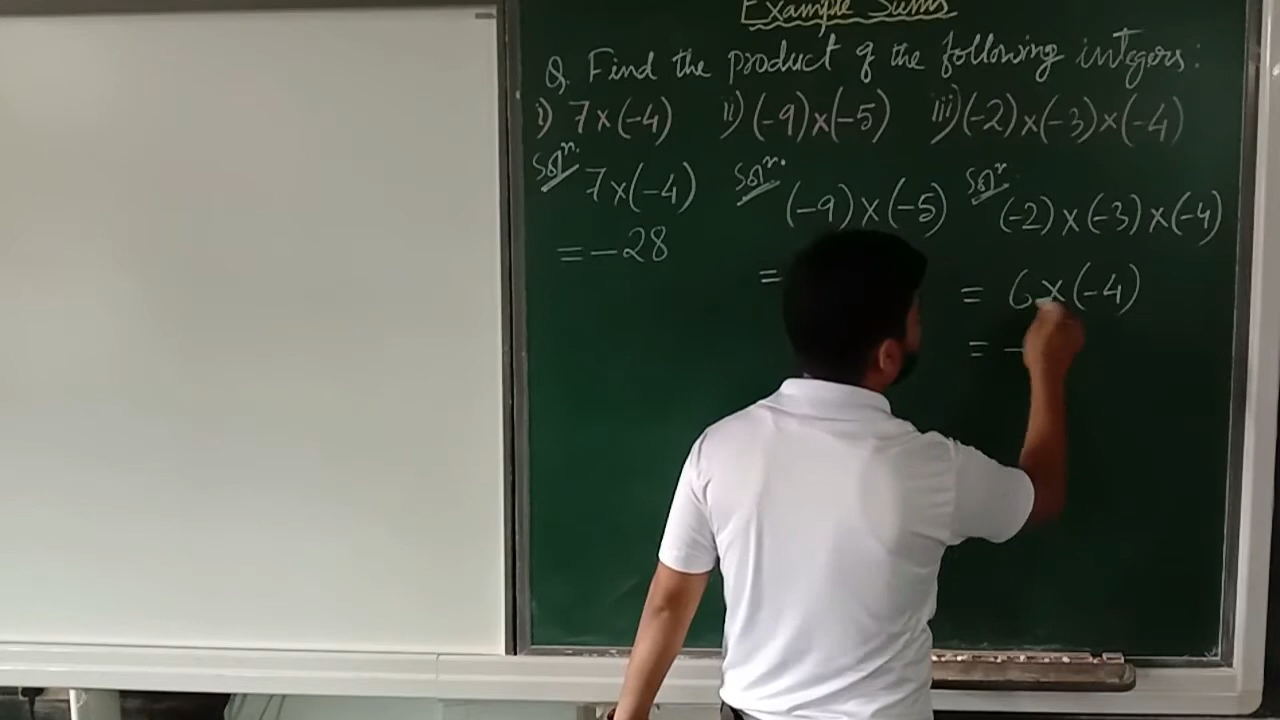 Example Sums
Q. Find the product of the following integers:
i) 7×(-4) ii) (-9)×(-5) iii) (-2)×(-3)×(-4)
Solⁿ. 7×(-4)
= -28
Solⁿ. (-9)×(-5)
=
Solⁿ. (-2)×(-3)×(-4)
= 6×(-4)
= -